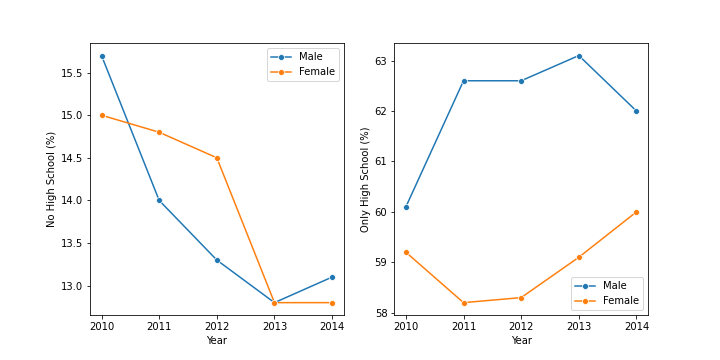 No High School (%)
15.5
15.0
14.5
14.0
13.5
13.0
2010 2011 2012 2013 2014
Year
Male
Female
Only High School (%)
63
62
61
60
59
58
2010 2011 2012 2013 2014
Year
Male
Female